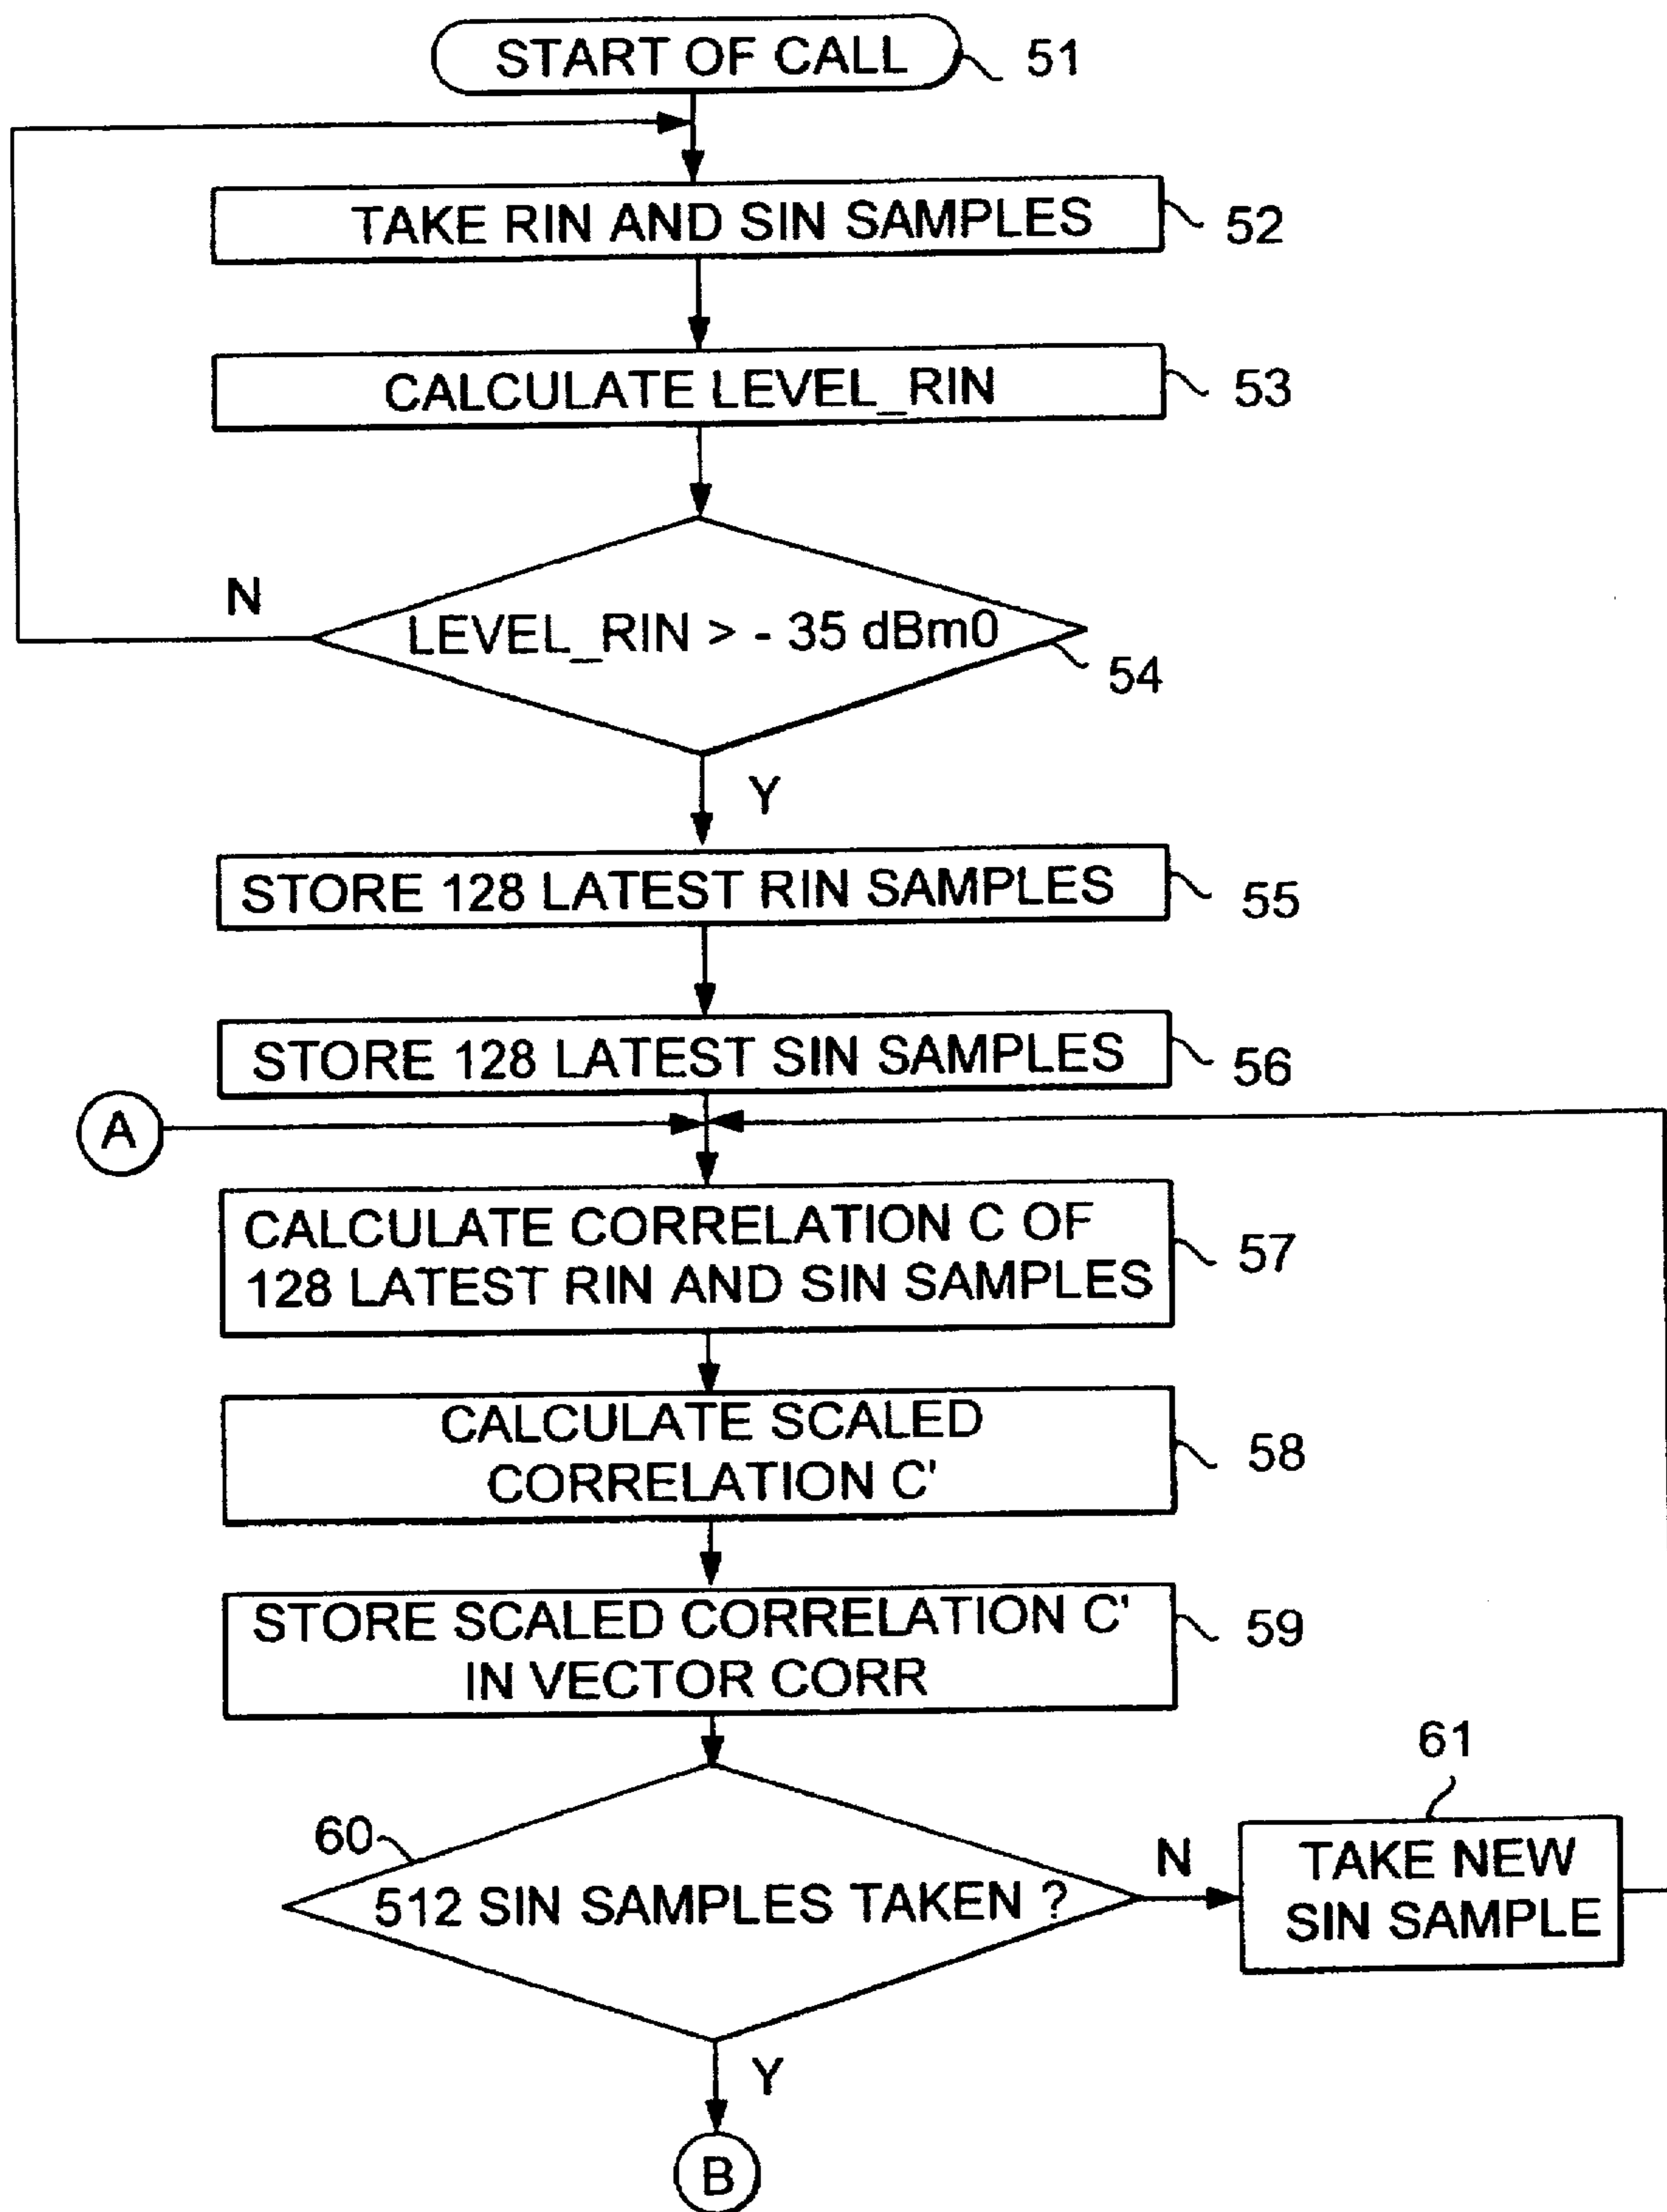 START OF CALL 51
TAKE RIN AND SIN SAMPLES 52
CALCULATE LEVEL_RIN 53
N
LEVEL_RIN > - 35 dBm0
54
Y
STORE 128 LATEST RIN SAMPLES 55
STORE 128 LATEST SIN SAMPLES 56
A
CALCULATE CORRELATION C OF
128 LATEST RIN AND SIN SAMPLES
57
CALCULATE SCALED
CORRELATION C'
58
STORE SCALED CORRELATION C'
IN VECTOR CORR
59
60
512 SIN SAMPLES TAKEN ?
N
61
TAKE NEW
SIN SAMPLE
Y
B